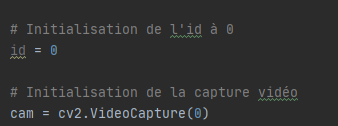 # Initialisation de l'id à 0
id = 0
# Initialisation de la capture vidéo
cam = cv2.VideoCapture(0)